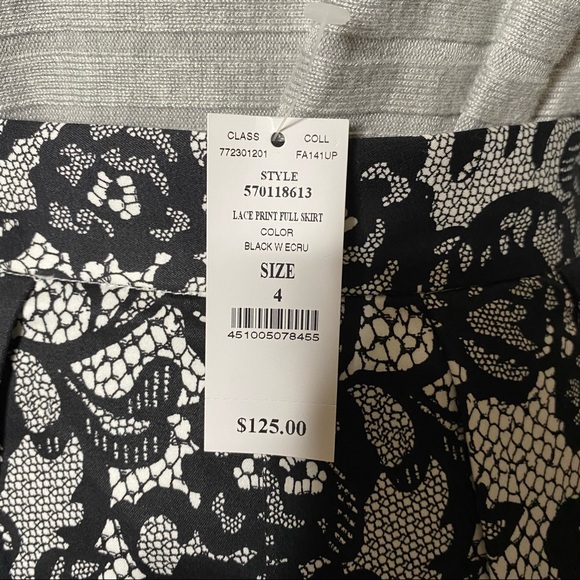 CLASS COLL
772301201 FA141UP
STYLE
570118613
LACE PRINT FULL SKIRT
COLOR
BLACK W ECRU
SIZE
4
451005078455
$125.00